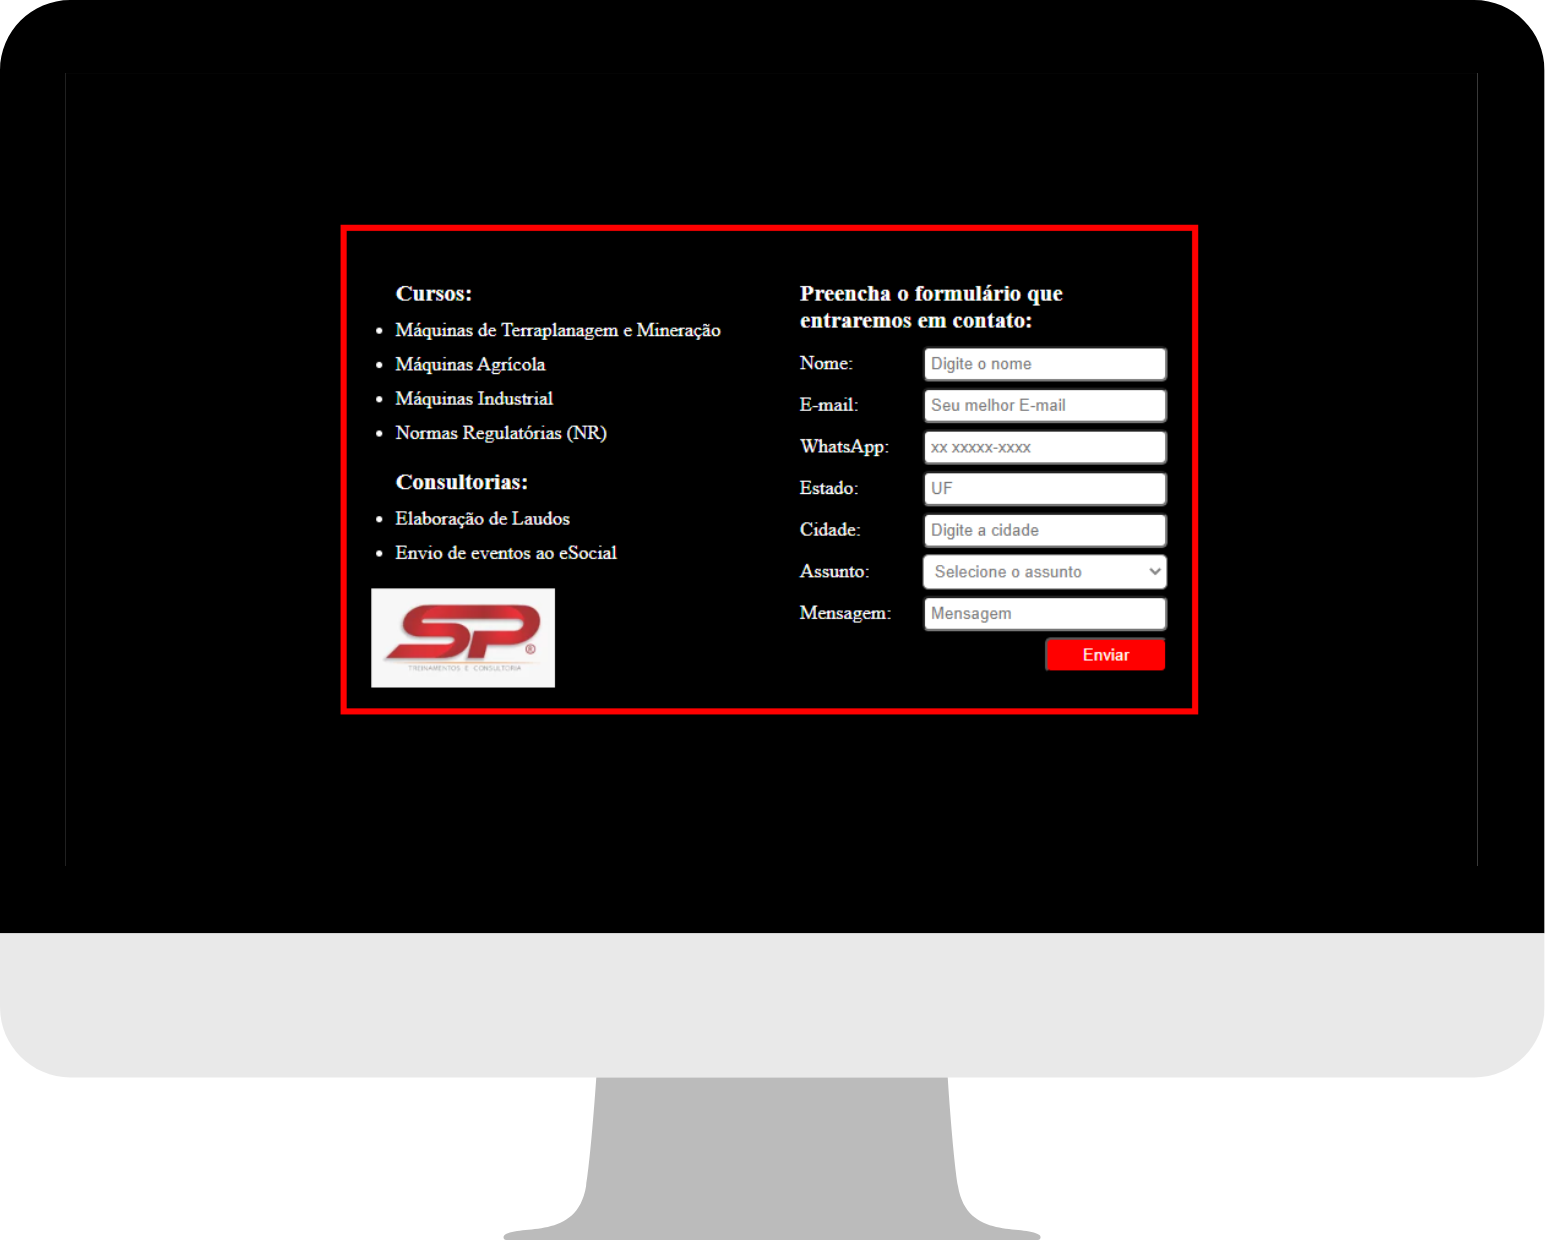 Cursos:
Máquinas de Terraplanagem e Mineração
Máquinas Agrícola
Máquinas Industrial
Normas Regulatórias (NR)
Consultorias:
Elaboração de Laudos
Envio de eventos ao eSocial
SP®
TREINAMENTOS E CONSULTORIA
Preencha o formulário que
entraremos em contato:
Nome: Digite o nome
E-mail: Seu melhor E-mail
WhatsApp: xx xxxxx-xxxx
Estado: UF
Cidade: Digite a cidade
Assunto: Selecione o assunto
Mensagem: Mensagem
Enviar